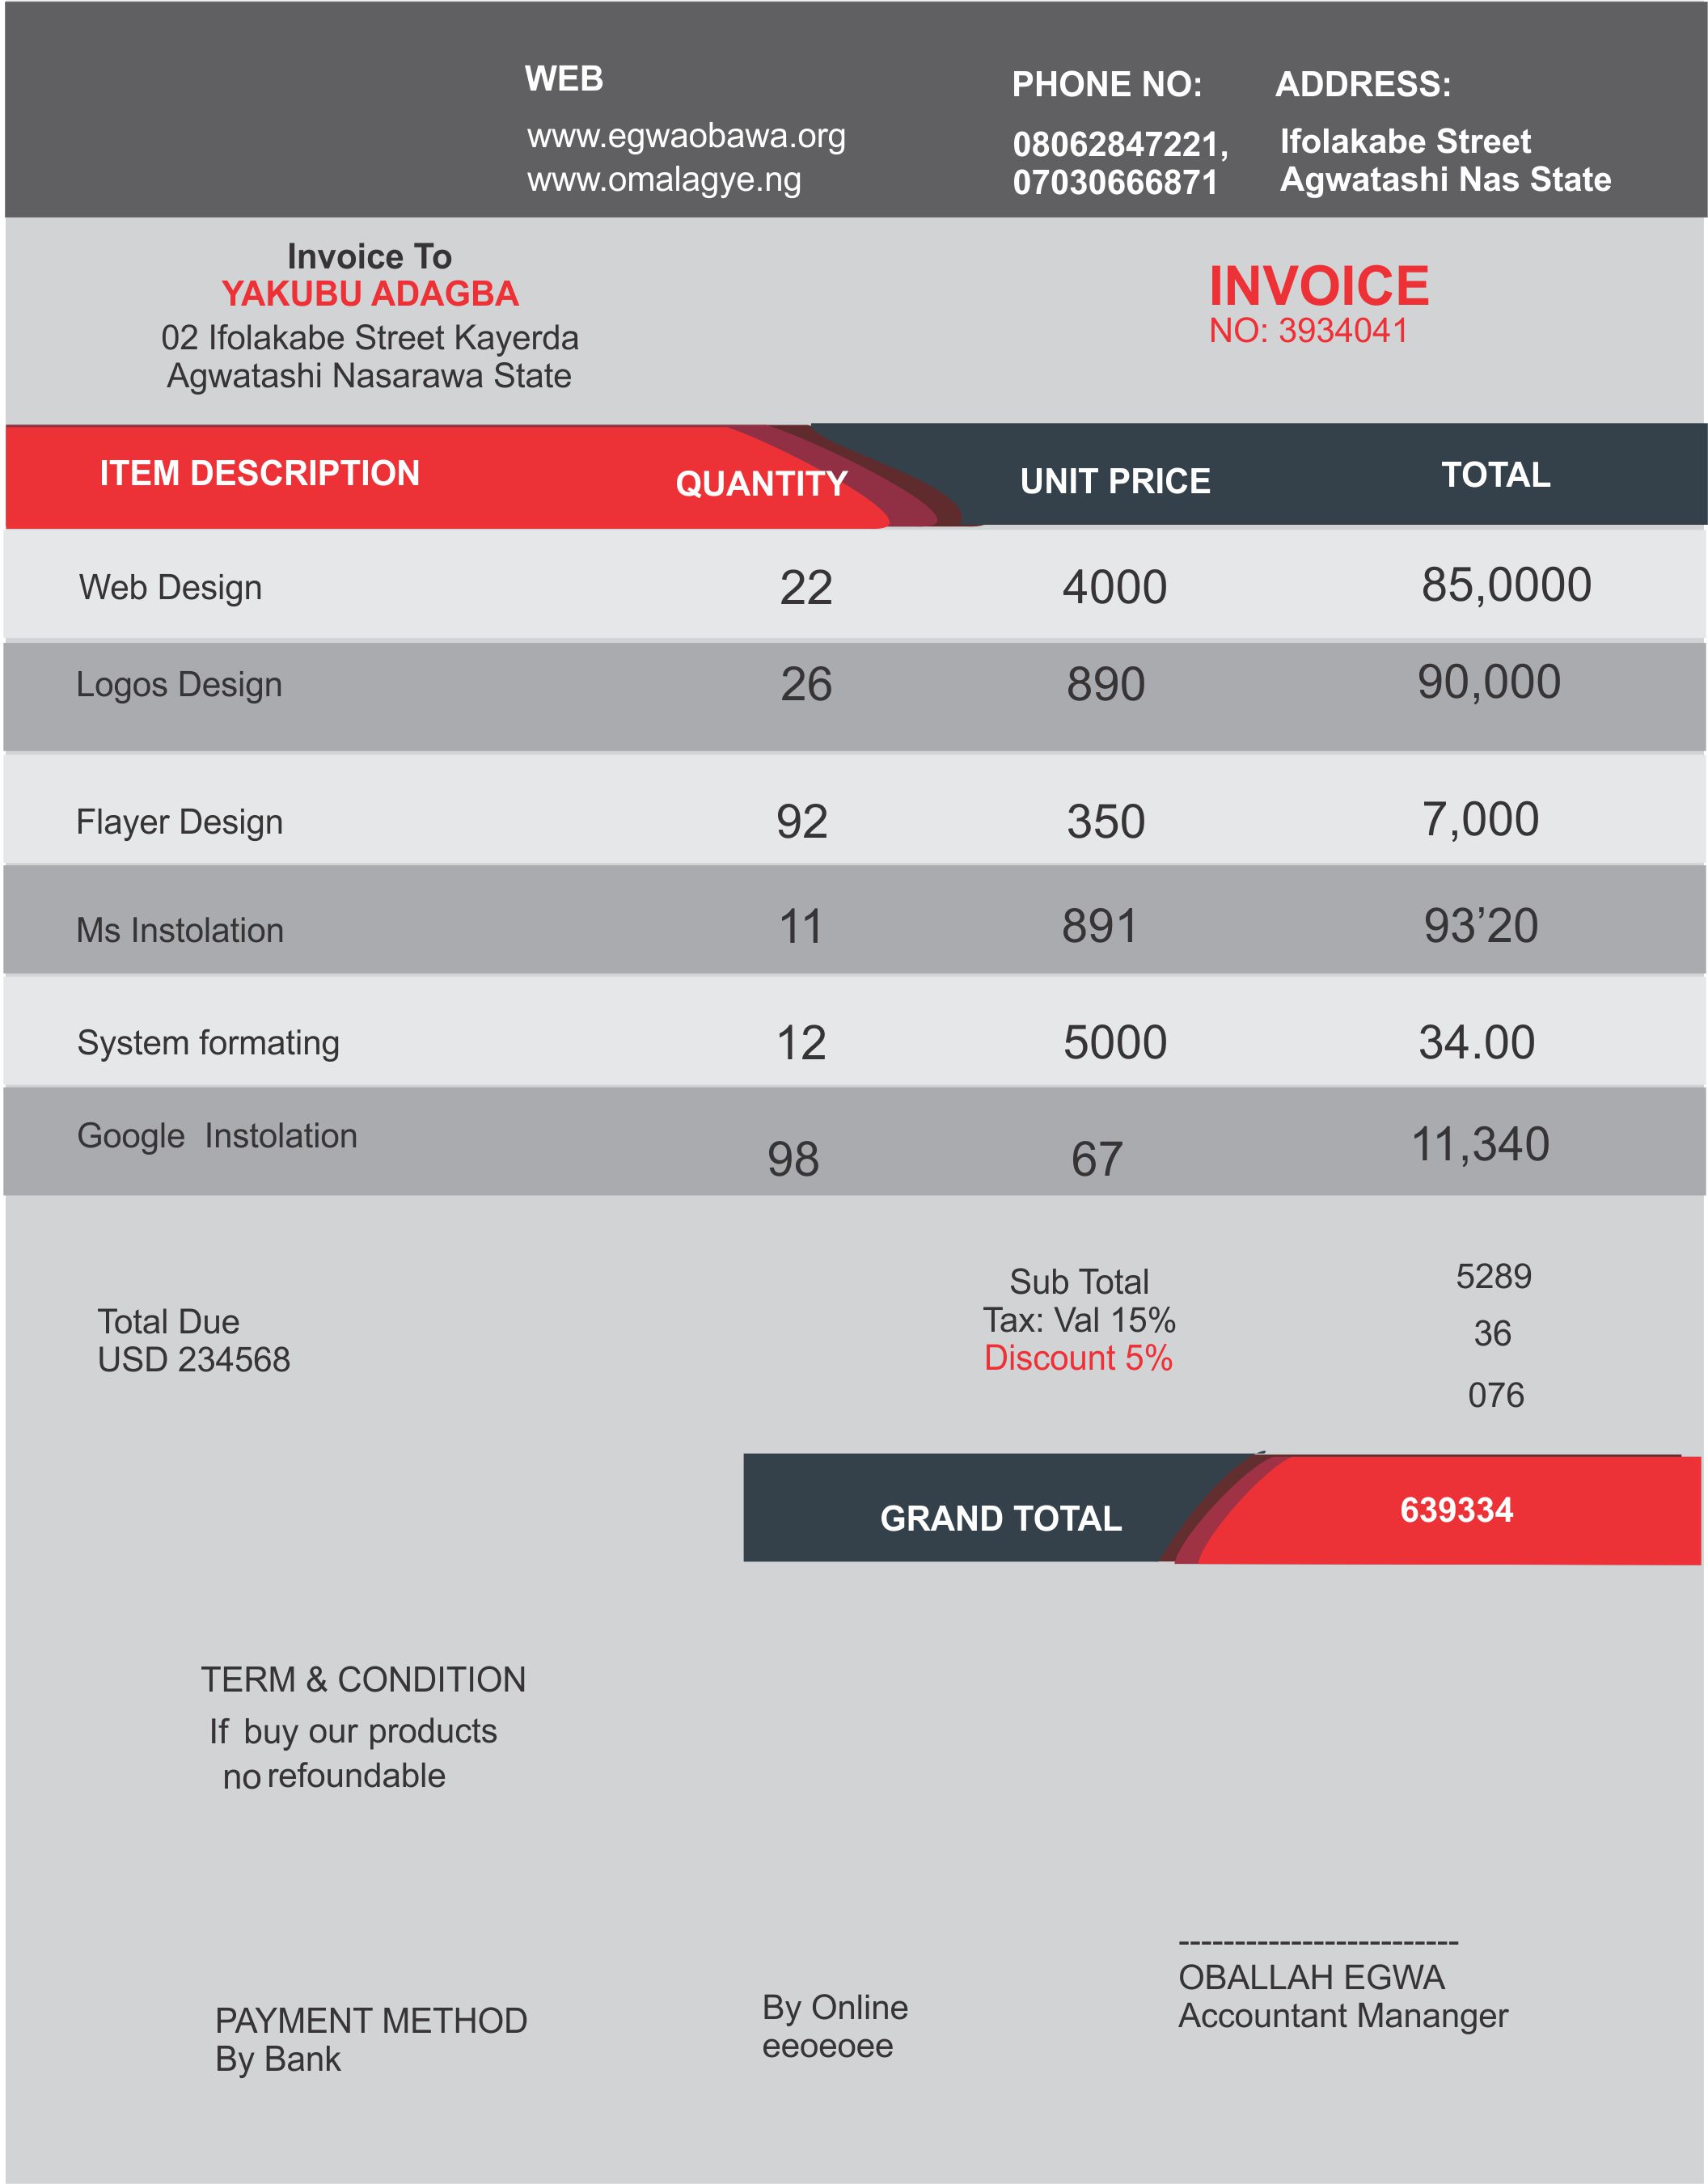 WEB
www.egwaobawa.org
www.omalagye.ng
PHONE NO:
08062847221,
07030666871
ADDRESS:
Ifolakabe Street
Agwatashi Nas State
Invoice To
YAKUBU ADAGBA
02 Ifolakabe Street Kayerda
Agwatashi Nasarawa State
INVOICE
NO: 3934041
ITEM DESCRIPTION QUANTITY UNIT PRICE TOTAL
Web Design 22 4000 85,0000
Logos Design 26 890 90,000
Flayer Design 92 350 7,000
Ms Instolation 11 891 93’20
System formating 12 5000 34.00
Google Instolation 98 67 11,340
Total Due
USD 234568
Sub Total 5289
Tax: Val 15% 36
Discount 5% 076
GRAND TOTAL 639334
TERM & CONDITION
If buy our products
no refoundable
PAYMENT METHOD
By Bank
By Online
eeoeoee
------------------------
OBALLAH EGWA
Accountant Mananger